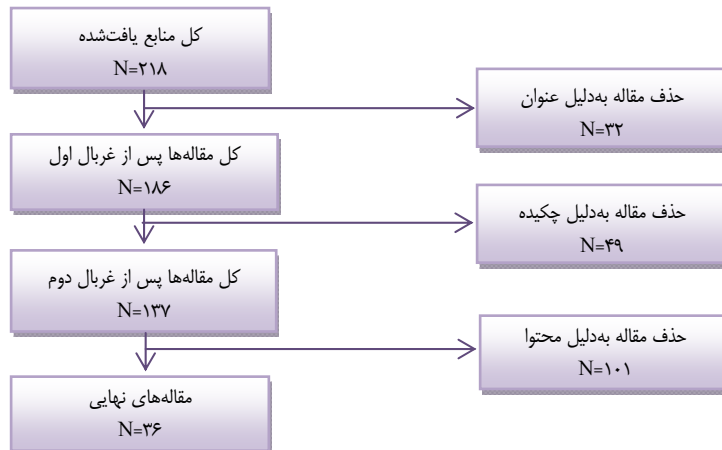 کل منابع یافت‌شده
N=۲۱۸
حذف مقاله به‌دلیل عنوان
N=۳۲
کل مقاله‌ها پس از غربال اول
N=۱۸۶
حذف مقاله به‌دلیل چکیده
N=۴۹
کل مقاله‌ها پس از غربال دوم
N=۱۳۷
حذف مقاله به‌دلیل محتوا
N=۱۰۱
مقاله‌های نهایی
N=۳۶